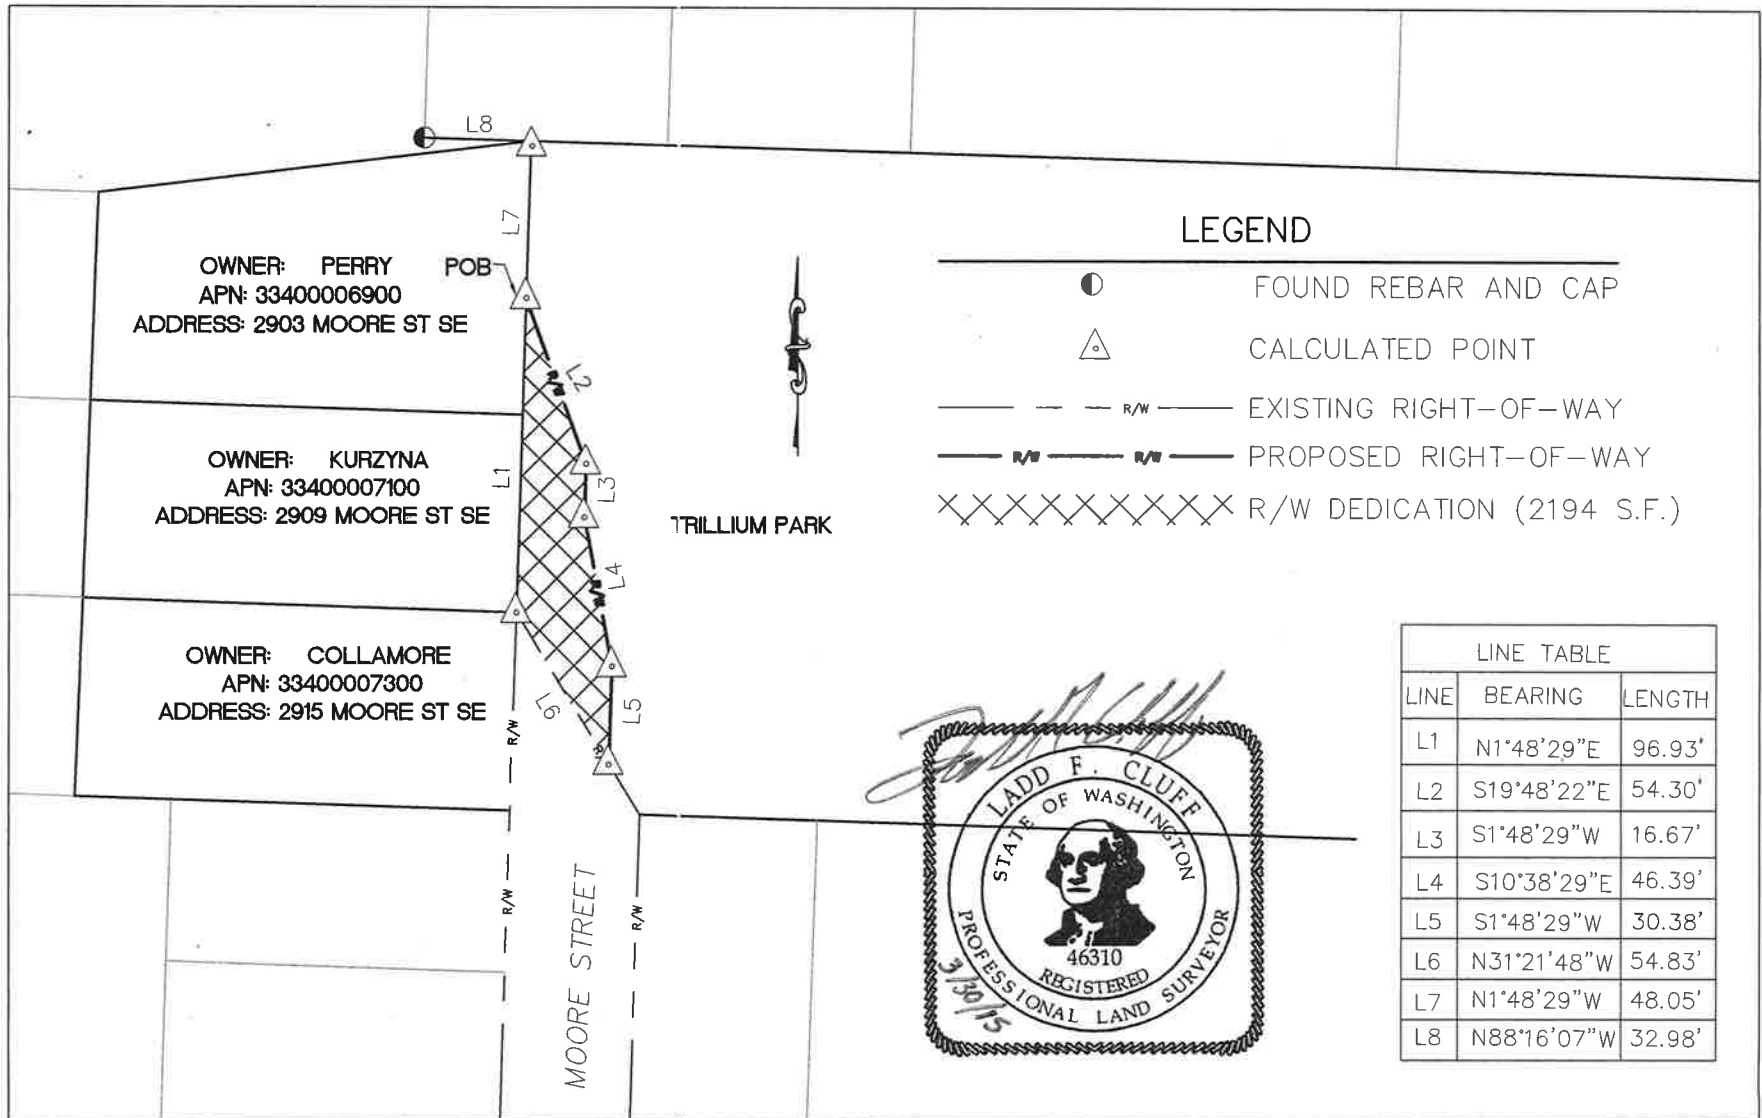 L8
L7
OWNER: PERRY
APN: 33400006900
ADDRESS: 2903 MOORE ST SE
POB
R/W
L2
OWNER: KURZYNA
APN: 33400007100
ADDRESS: 2909 MOORE ST SE
L1
L3
TRILLIUM PARK
L4
R/W
OWNER: COLLAMORE
APN: 33400007300
ADDRESS: 2915 MOORE ST SE
L6
L5
R/W
R/W
R/W
MOORE STREET
LEGEND
FOUND REBAR AND CAP
CALCULATED POINT
R/W EXISTING RIGHT-OF-WAY
R/W R/W PROPOSED RIGHT-OF-WAY
R/W DEDICATION (2194 S.F.)
LADD F. CLUFF
STATE OF WASHINGTON
46310
REGISTERED
PROFESSIONAL LAND SURVEYOR
3/30/15
LINE TABLE
LINE BEARING LENGTH
L1 N1°48'29"E 96.93'
L2 S19°48'22"E 54.30'
L3 S1°48'29"W 16.67'
L4 S10°38'29"E 46.39'
L5 S1°48'29"W 30.38'
L6 N31°21'48"W 54.83'
L7 N1°48'29"W 48.05'
L8 N88°16'07"W 32.98'